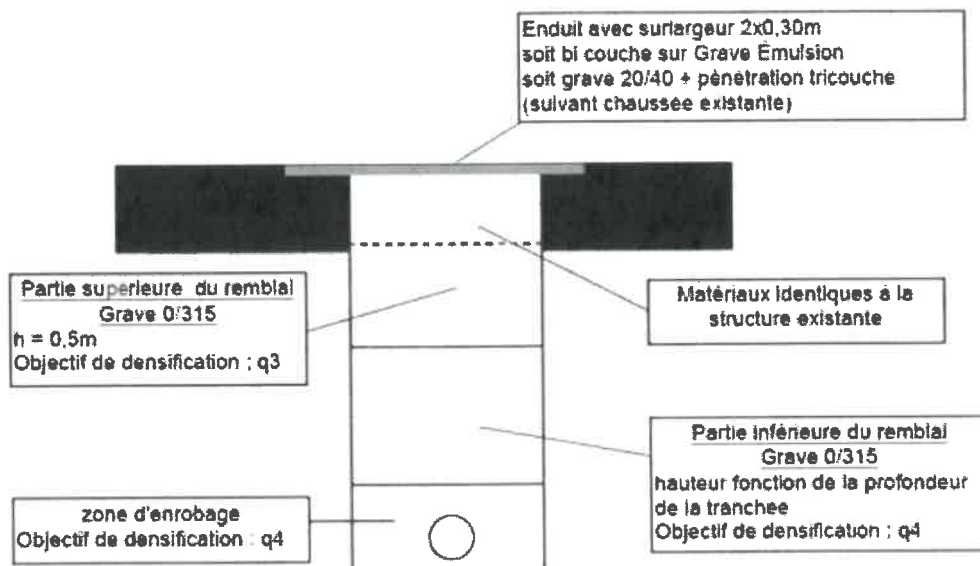 Enduit avec surlargeur 2x0,30m
soit bi couche sur Grave Émulsion
soit grave 20/40 + pénétration tricouche
(suivant chaussée existante)
Partie superieure du remblai
Grave 0/315
h = 0,5m
Objectif de densification : q3
Matériaux identiques à la
structure existante
Partie inférieure du remblai
Grave 0/315
hauteur fonction de la profondeur
de la tranchée
Objectif de densification : q4
zone d'enrobage
Objectif de densification : q4